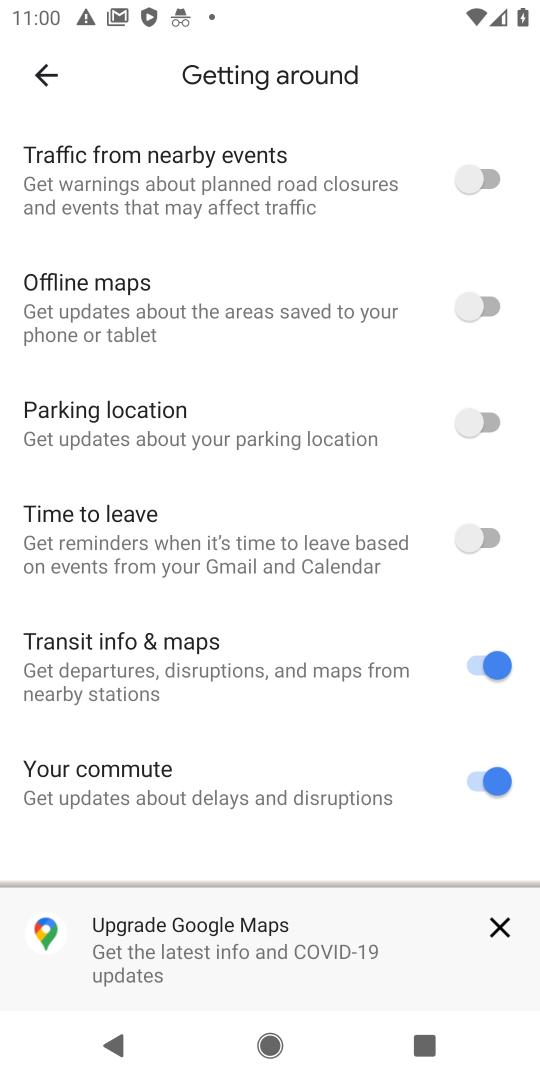 11:00
Getting around
Traffic from nearby events
Get warnings about planned road closures
and events that may affect traffic
Offline maps
Get updates about the areas saved to your
phone or tablet
Parking location
Get updates about your parking location
Time to leave
Get reminders when it's time to leave based
on events from your Gmail and Calendar
Transit info & maps
Get departures, disruptions, and maps from
nearby stations
Your commute
Get updates about delays and disruptions
Upgrade Google Maps
Get the latest info and COVID-19
updates